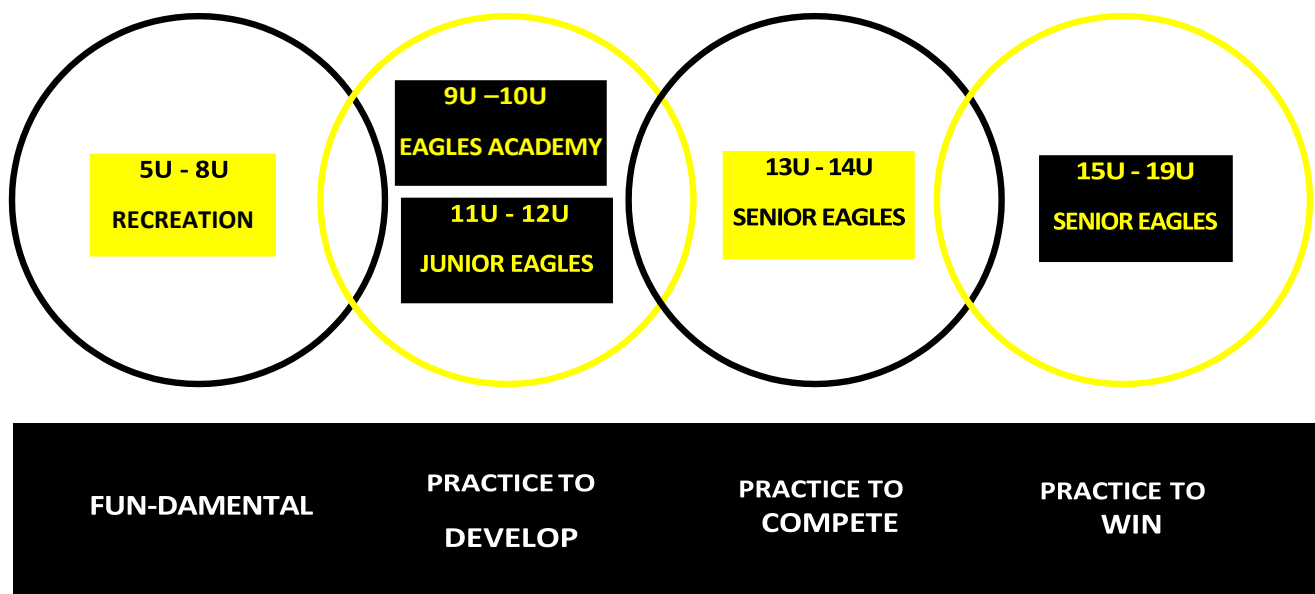 5U - 8U
RECREATION
9U –10U
EAGLES ACADEMY
11U - 12U
JUNIOR EAGLES
13U - 14U
SENIOR EAGLES
15U - 19U
SENIOR EAGLES
FUN-DAMENTAL
PRACTICE TO
DEVELOP
PRACTICE TO
COMPETE
PRACTICE TO
WIN